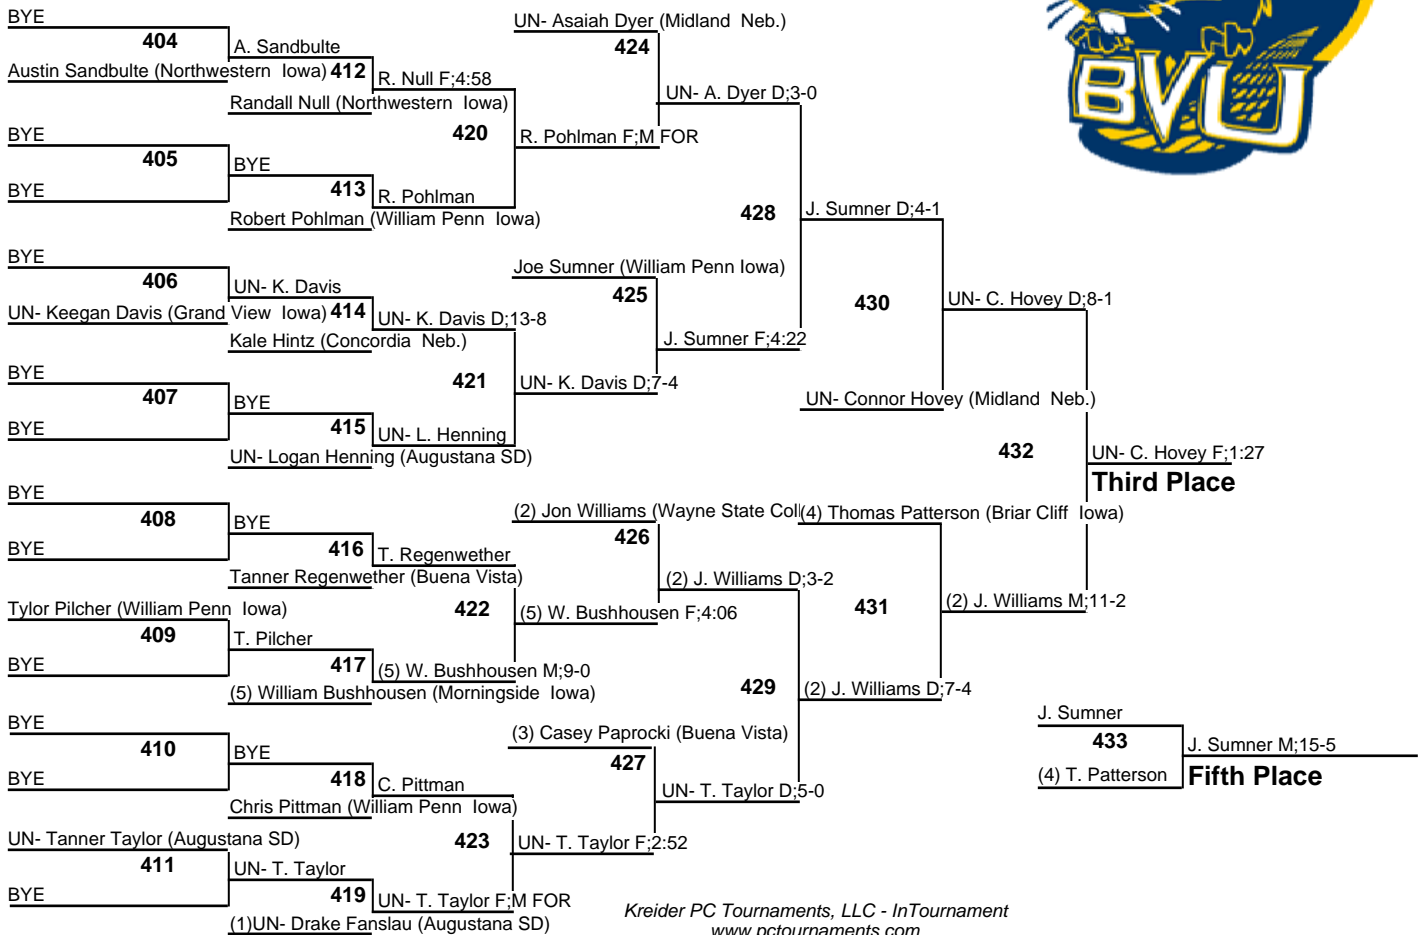 BYE
404
Austin Sandbulte (Northwestern Iowa)
A. Sandbulte
412
Randall Null (Northwestern Iowa)
R. Null F;4:58
BYE
405
BYE
BYE
413
Robert Pohlman (William Penn Iowa)
R. Pohlman
420
R. Pohlman F;M FOR
UN- Asaiah Dyer (Midland Neb.)
424
UN- A. Dyer D;3-0
BYE
406
UN- Keegan Davis (Grand View Iowa)
UN- K. Davis
414
Kale Hintz (Concordia Neb.)
UN- K. Davis D;13-8
BYE
407
BYE
BYE
415
UN- Logan Henning (Augustana SD)
UN- L. Henning
421
UN- K. Davis D;7-4
Joe Sumner (William Penn Iowa)
425
J. Sumner F;4:22
428
J. Sumner D;4-1
430
UN- Connor Hovey (Midland Neb.)
UN- C. Hovey D;8-1
BYE
408
BYE
BYE
416
Tanner Regenwether (Buena Vista)
T. Regenwether
Tylor Pilcher (William Penn Iowa)
409
BYE
T. Pilcher
417
(5) William Bushhousen (Morningside Iowa)
(5) W. Bushhousen M;9-0
422
(5) W. Bushhousen F;4:06
(2) Jon Williams (Wayne State Coll
426
(2) J. Williams D;3-2
BYE
410
BYE
BYE
418
Chris Pittman (William Penn Iowa)
C. Pittman
UN- Tanner Taylor (Augustana SD)
411
BYE
UN- T. Taylor
419
(1)UN- Drake Fanslau (Augustana SD)
UN- T. Taylor F;M FOR
423
UN- T. Taylor F;2:52
(3) Casey Paprocki (Buena Vista)
427
UN- T. Taylor D;5-0
429
(2) J. Williams D;7-4
(4) Thomas Patterson (Briar Cliff Iowa)
431
(2) J. Williams M;11-2
432
UN- C. Hovey F;1:27
Third Place
J. Sumner
433
(4) T. Patterson
J. Sumner M;15-5
Fifth Place
BVU
Kreider PC Tournaments, LLC - InTournament
www.pctournaments.com